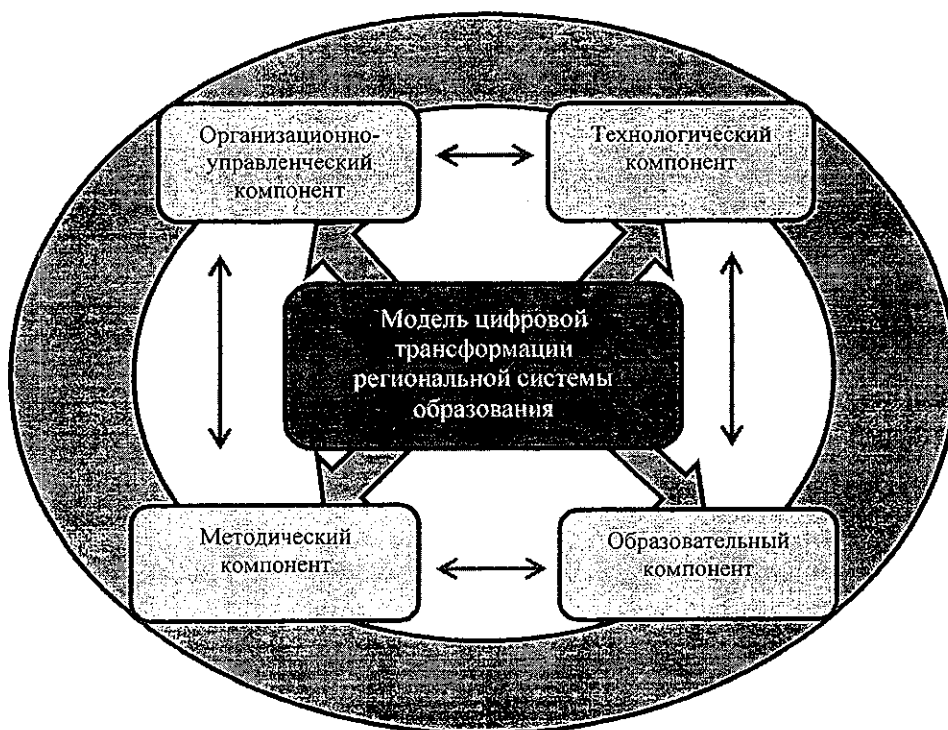 Организационно-
управленческий
компонент
Технологический
компонент
Модель цифровой
трансформации
региональной системы
образования
Методический
компонент
Образовательный
компонент